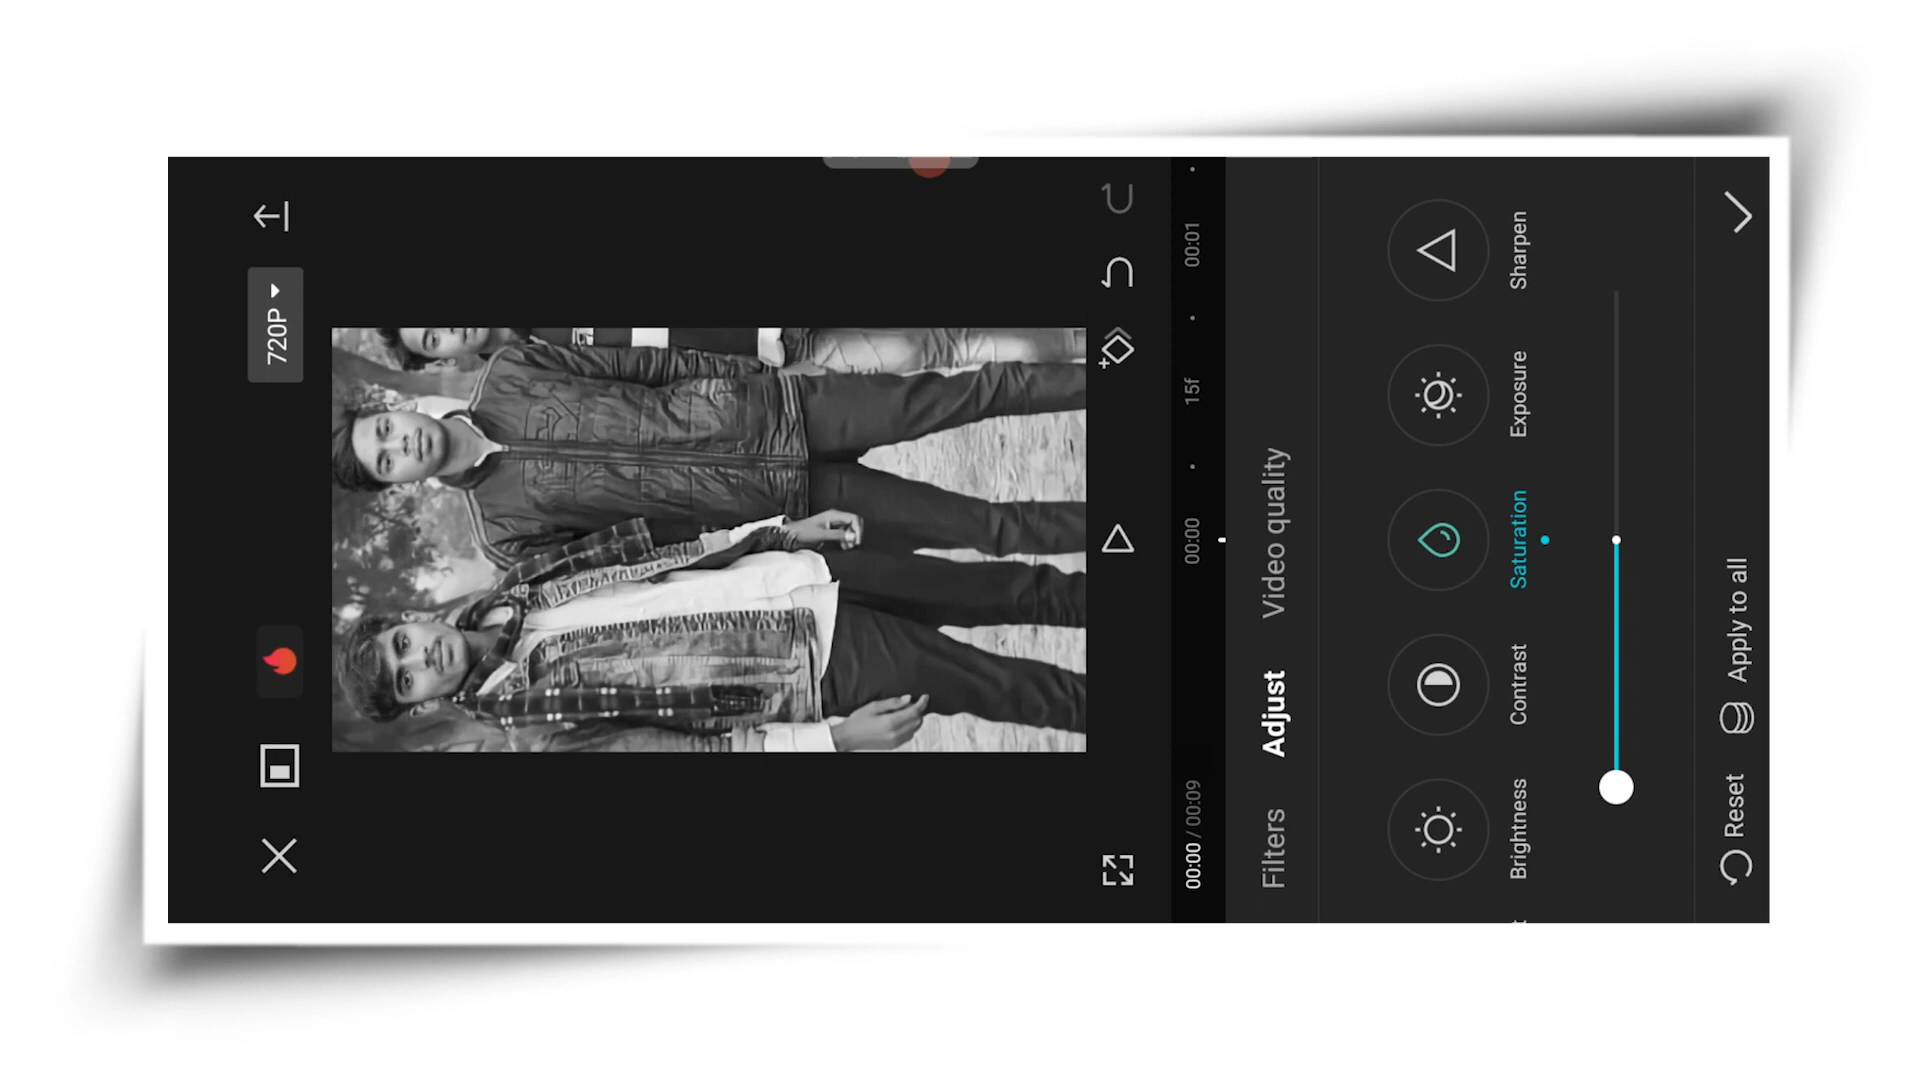 720P
00:00 / 00:09
00:00
15f
00:01
Filters
Adjust
Video quality
Brightness
Contrast
Saturation
Exposure
Sharpen
Reset
Apply to all